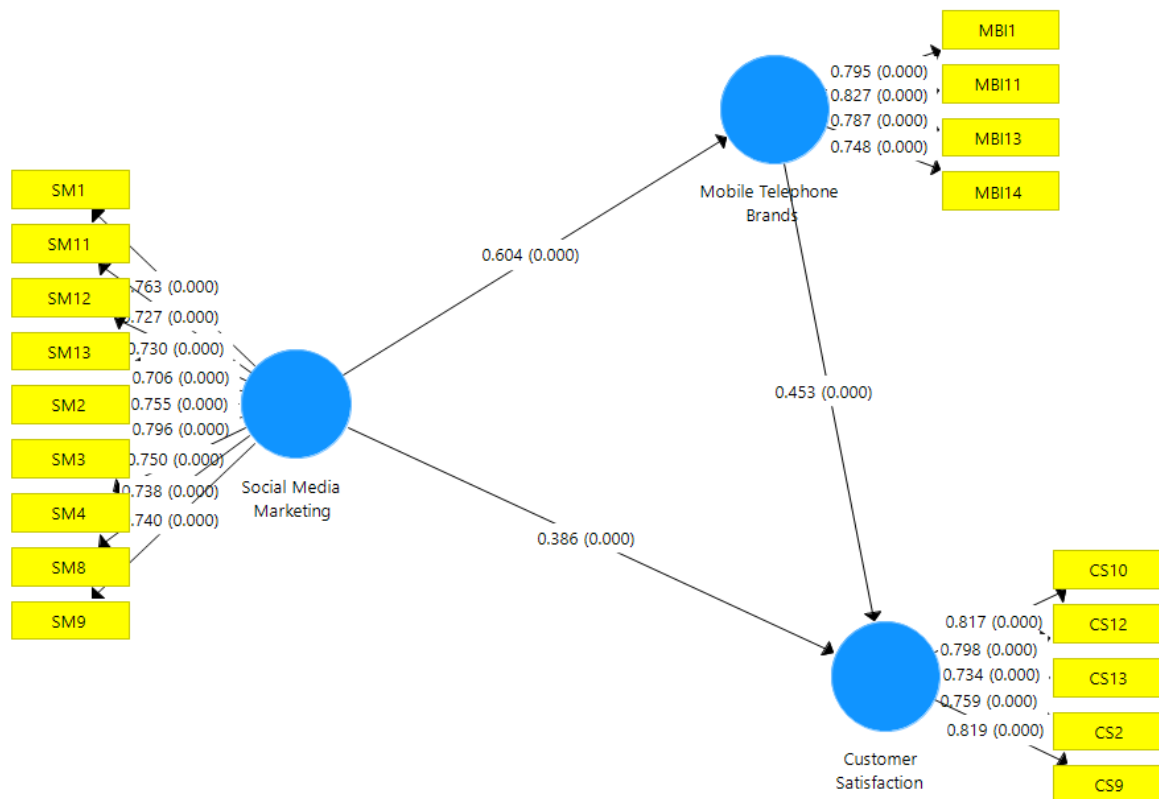 MBI1
0.795 (0.000)
MBI11
0.827 (0.000)
0.787 (0.000)
MBI13
0.748 (0.000)
MBI14
Mobile Telephone
Brands
SM1
SM11
SM12
SM13
SM2
SM3
SM4
SM8
SM9
.763 (0.000)
0.727 (0.000)
0.730 (0.000)
0.706 (0.000)
0.755 (0.000)
0.796 (0.000)
0.750 (0.000)
0.738 (0.000)
.740 (0.000)
Social Media
Marketing
0.604 (0.000)
0.453 (0.000)
0.386 (0.000)
CS10
0.817 (0.000)
CS12
0.798 (0.000)
0.734 (0.000)
CS13
0.759 (0.000)
0.819 (0.000)
CS2
CS9
Customer
Satisfaction